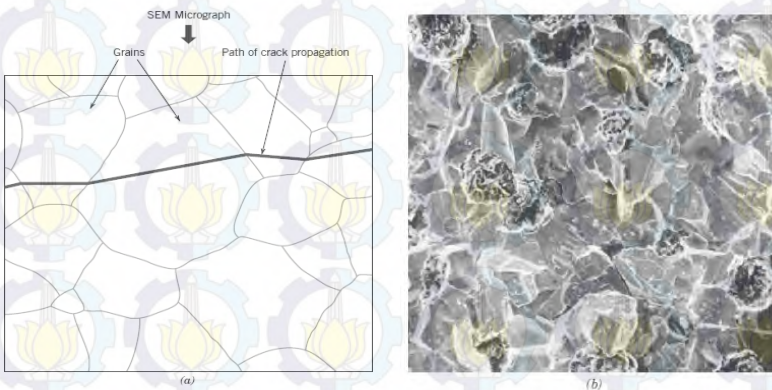 SEM Micrograph
Grains
Path of crack propagation
(a)
(b)